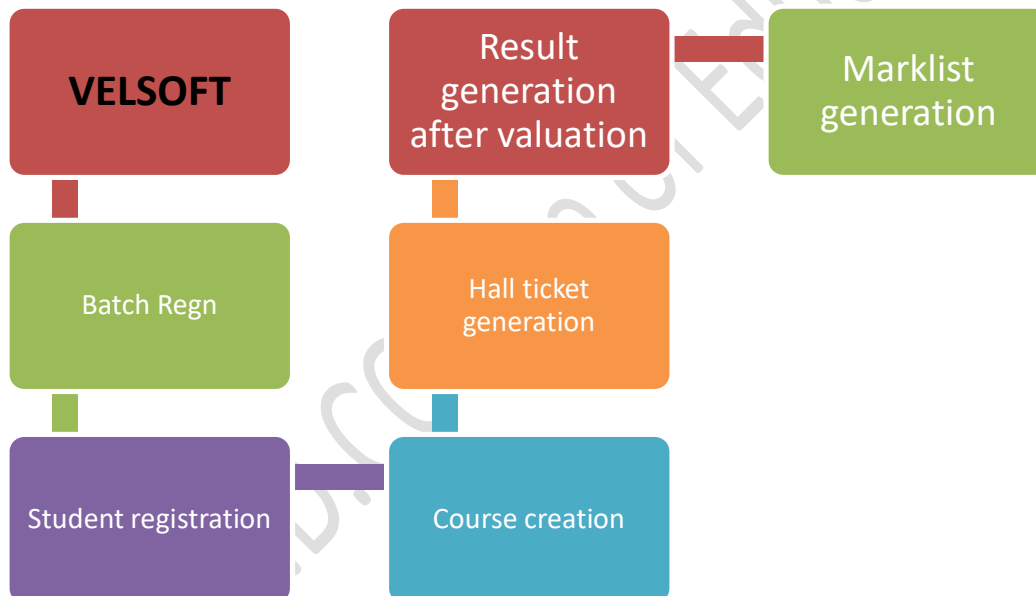 VELSOFT
Batch Regn
Student registration
Course creation
Hall ticket
generation
Result
generation
after valuation
Marklist
generation